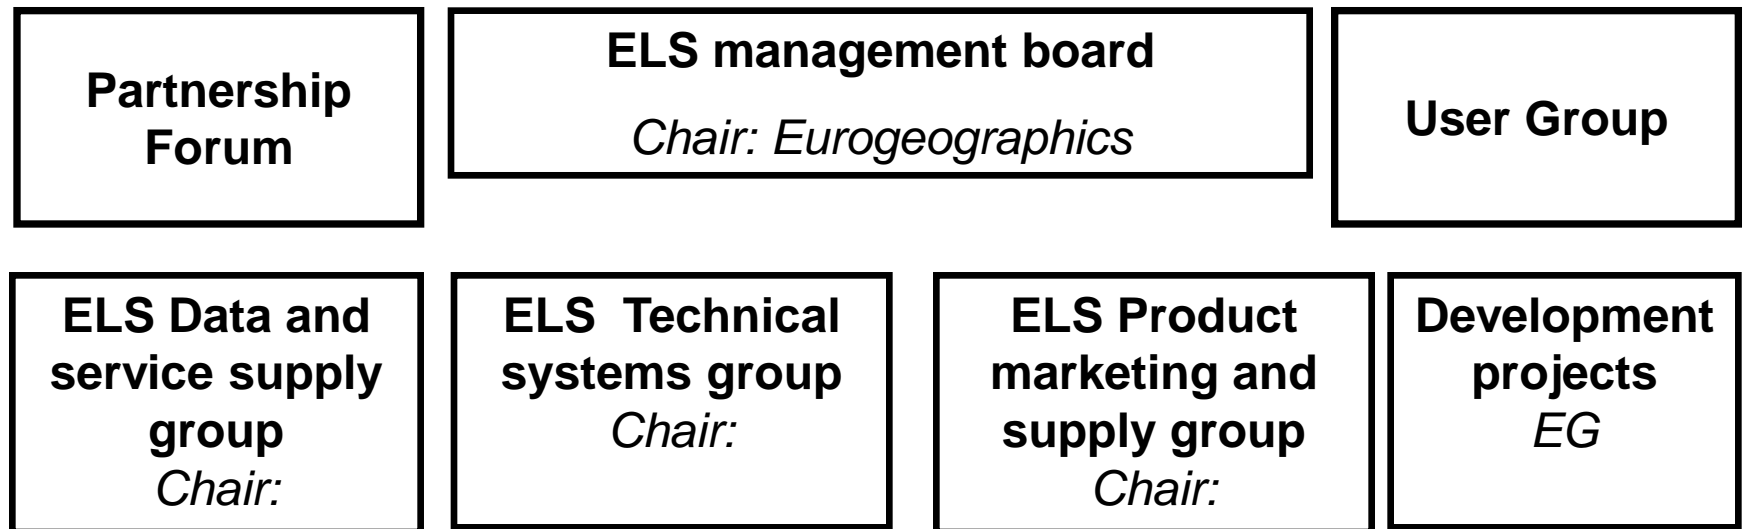 Partnership
Forum
ELS management board
Chair: Eurogeographics
User Group
ELS Data and
service supply
group
Chair:
ELS Technical
systems group
Chair:
ELS Product
marketing and
supply group
Chair:
Development
projects
EG